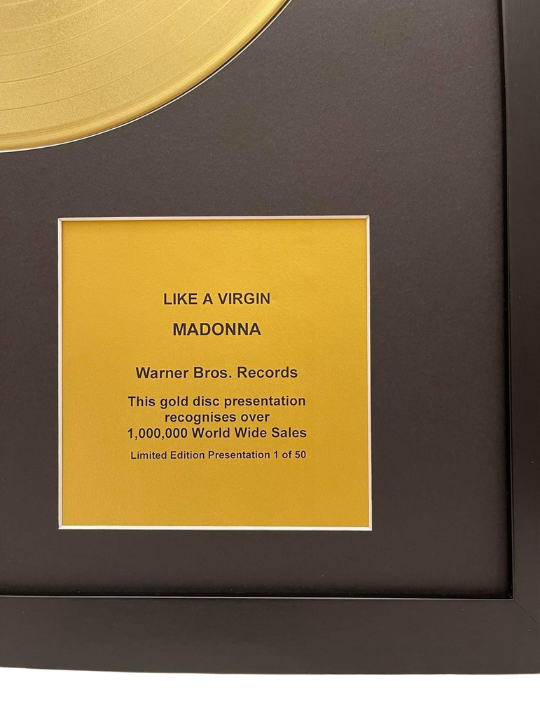 LIKE A VIRGIN
MADONNA
Warner Bros. Records
This gold disc presentation
recognises over
1,000,000 World Wide Sales
Limited Edition Presentation 1 of 50